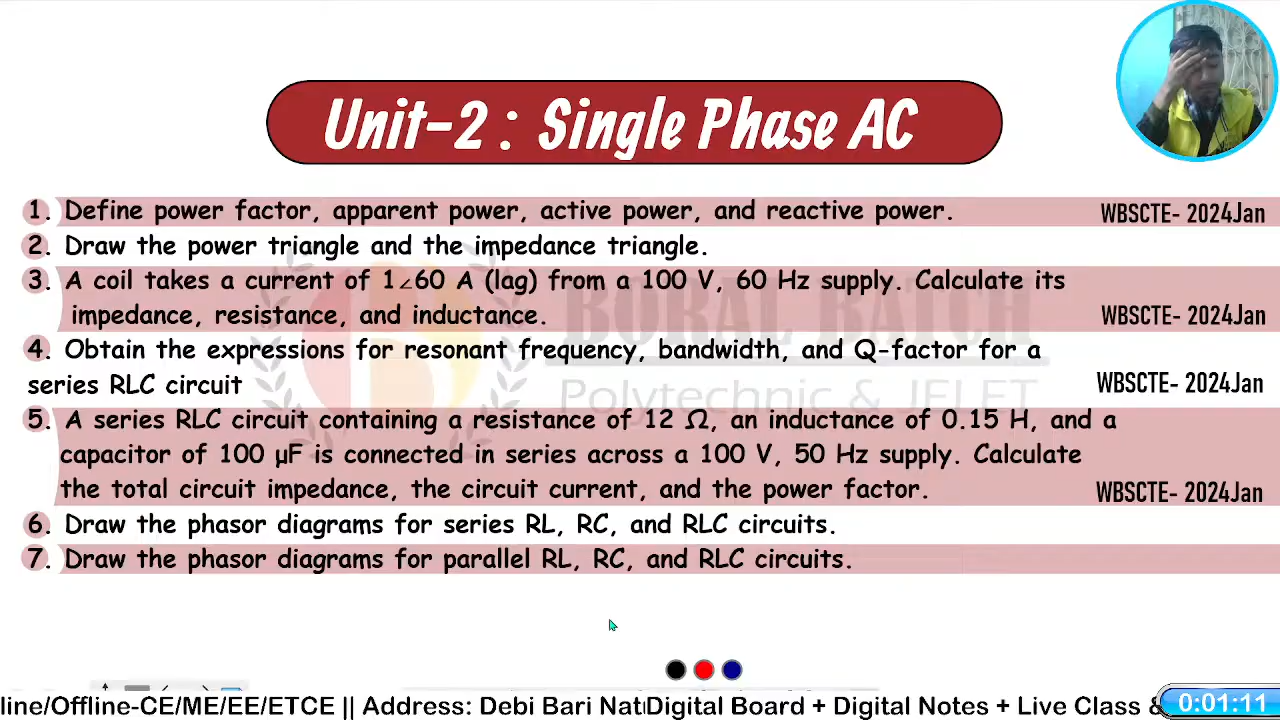 Unit-2 : Single Phase AC
1. Define power factor, apparent power, active power, and reactive power. WBSCTE- 2024Jan
2. Draw the power triangle and the impedance triangle.
3. A coil takes a current of 1∠60 A (lag) from a 100 V, 60 Hz supply. Calculate its
impedance, resistance, and inductance. WBSCTE- 2024Jan
4. Obtain the expressions for resonant frequency, bandwidth, and Q-factor for a
series RLC circuit WBSCTE- 2024Jan
5. A series RLC circuit containing a resistance of 12 Ω, an inductance of 0.15 H, and a
capacitor of 100 μF is connected in series across a 100 V, 50 Hz supply. Calculate
the total circuit impedance, the circuit current, and the power factor. WBSCTE- 2024Jan
6. Draw the phasor diagrams for series RL, RC, and RLC circuits.
7. Draw the phasor diagrams for parallel RL, RC, and RLC circuits.
BORAL BATCH
Polytechnic & JELET
line/Offline-CE/ME/EE/ETCE || Address: Debi Bari Nat Digital Board + Digital Notes + Live Class &
0:01:11